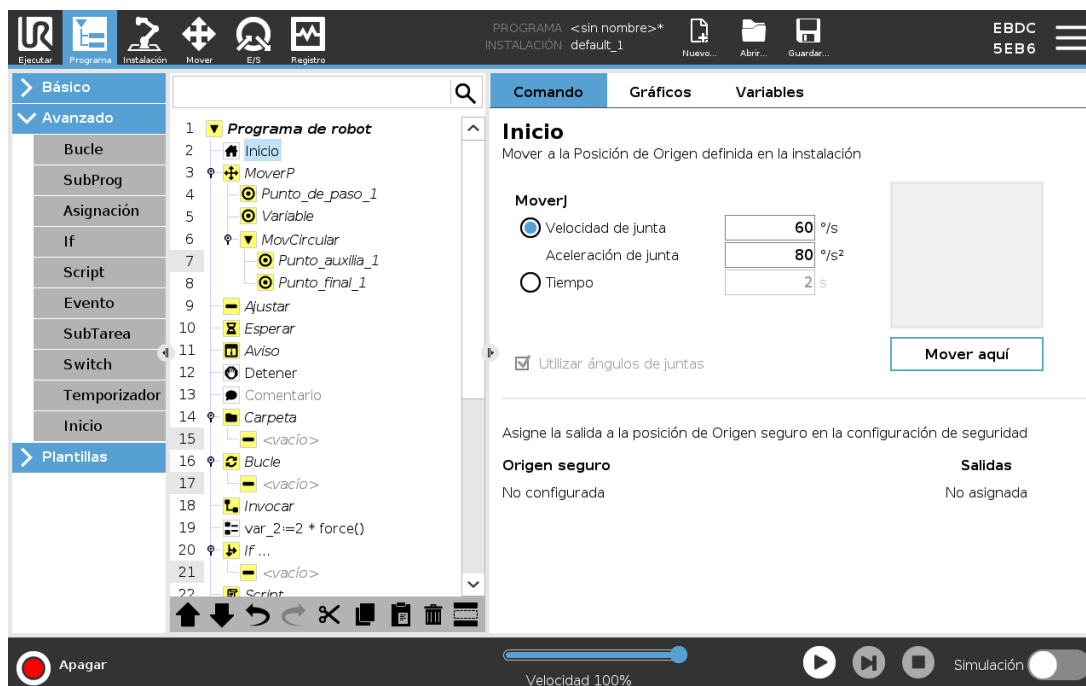 PROGRAMA <sin nombre>*
INSTALACIÓN default_1
EBDC
5EB6
Ejecutar Programa Instalación Mover E/S Registro
Nuevo... Abrir... Guardar...
Básico
Avanzado
Bucle
SubProg
Asignación
If
Script
Evento
SubTarea
Switch
Temporizador
Inicio
Plantillas
1 Programa de robot
2 Inicio
3 MoverP
4 Punto_de_paso_1
5 Variable
6 MovCircular
7 Punto_auxilia_1
8 Punto_final_1
9 Ajustar
10 Esperar
11 Aviso
12 Detener
13 Comentario
14 Carpeta
15 <vacío>
16 Bucle
17 <vacío>
18 Invocar
19 var_2:=2 * force()
20 If ...
21 <vacío>
22 Script
Comando Gráficos Variables
Inicio
Mover a la Posición de Origen definida en la instalación
MoverJ
Velocidad de junta 60 °/s
Aceleración de junta 80 °/s²
Tiempo 2 s
Utilizar ángulos de juntas
Mover aquí
Asigne la salida a la posición de Origen seguro en la configuración de seguridad
Origen seguro Salidas
No configurada No asignada
Apagar
Velocidad 100%
Simulación